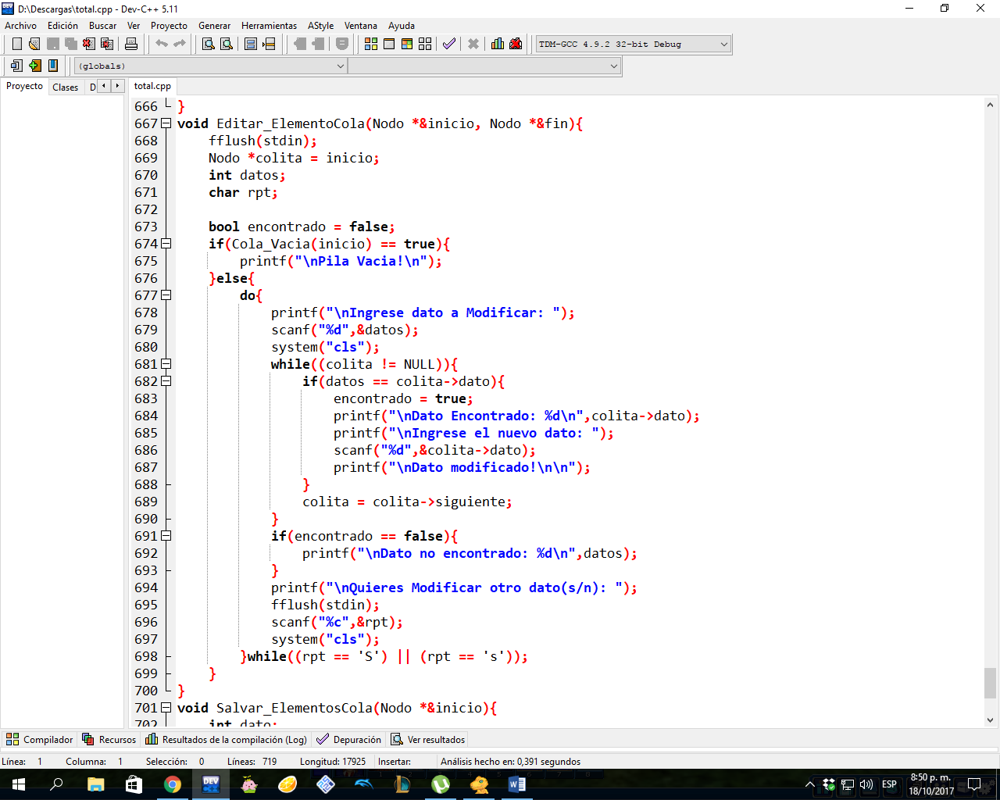 D:\Descargas\total.cpp - Dev-C++ 5.11
Archivo Edición Buscar Ver Proyecto Generar Herramientas AStyle Ventana Ayuda
TDM-GCC 4.9.2 32-bit Debug
(globals)
Proyecto Clases D
total.cpp
666 }
667 void Editar_ElementoCola(Nodo *&inicio, Nodo *&fin){
668 fflush(stdin);
669 Nodo *colita = inicio;
670 int datos;
671 char rpt;
672
673 bool encontrado = false;
674 if(Cola_Vacia(inicio) == true){
675 printf("\nPila Vacia!\n");
676 }else{
677 do{
678 printf("\nIngrese dato a Modificar: ");
679 scanf("%d",&datos);
680 system("cls");
681 while((colita != NULL)){
682 if(datos == colita->dato){
683 encontrado = true;
684 printf("\nDato Encontrado: %d\n",colita->dato);
685 printf("\nIngrese el nuevo dato: ");
686 scanf("%d",&colita->dato);
687 printf("\nDato modificado!\n\n");
688 }
689 colita = colita->siguiente;
690 }
691 if(encontrado == false){
692 printf("\nDato no encontrado: %d\n",datos);
693 }
694 printf("\nQuieres Modificar otro dato(s/n): ");
695 fflush(stdin);
696 scanf("%c",&rpt);
697 system("cls");
698 }while((rpt == 'S') || (rpt == 's'));
699 }
700 }
701 void Salvar_ElementosCola(Nodo *&inicio){
702 int dato;
Compilador Recursos Resultados de la compilación (Log) Depuración Ver resultados
Línea: 1 Columna: 1 Selección: 0 Líneas: 719 Longitud: 17925 Insertar: Análisis hecho en: 0,391 segundos
DEV
ESP
8:50 p. m.
18/10/2017